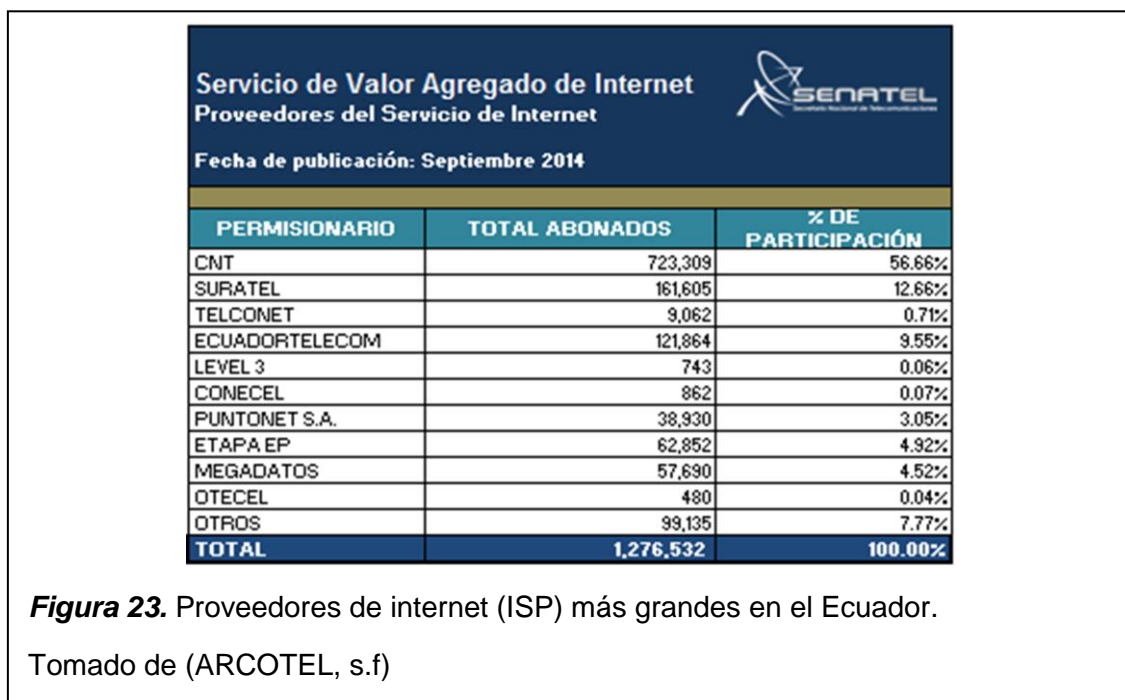 Servicio de Valor Agregado de Internet
Proveedores del Servicio de Internet
SENATEL
Secretaría Nacional de Telecomunicaciones
Fecha de publicación: Septiembre 2014
PERMISIONARIO TOTAL ABONADOS % DE PARTICIPACIÓN
CNT 723,309 56.66%
SURATEL 161,605 12.66%
TELCONET 9,062 0.71%
ECUADORTELECOM 121,864 9.55%
LEVEL 3 743 0.06%
CONECEL 862 0.07%
PUNTONET S.A. 38,930 3.05%
ETAPA EP 62,852 4.92%
MEGADATOS 57,690 4.52%
OTECEL 480 0.04%
OTROS 99,135 7.77%
TOTAL 1,276,532 100.00%
Figura 23. Proveedores de internet (ISP) más grandes en el Ecuador.
Tomado de (ARCOTEL, s.f)